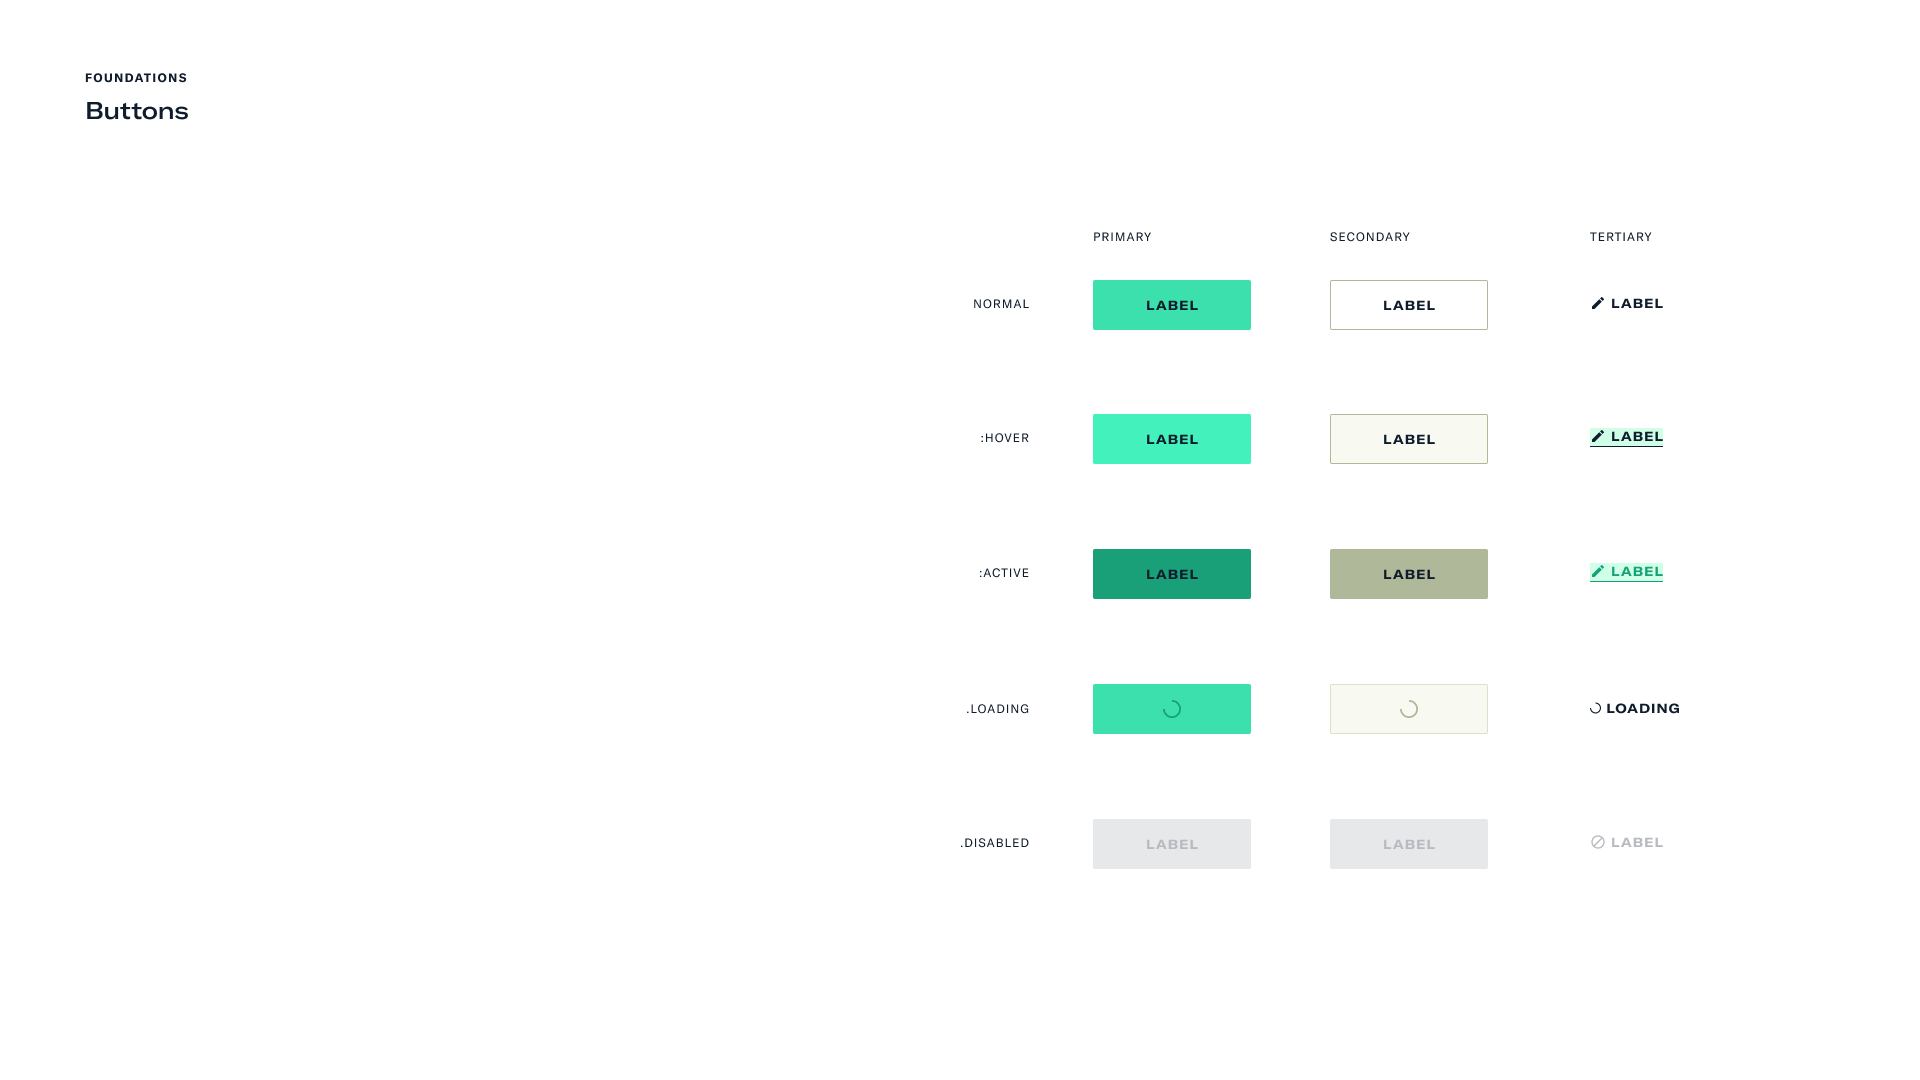 FOUNDATIONS
Buttons
PRIMARY SECONDARY TERTIARY
NORMAL LABEL LABEL LABEL
:HOVER LABEL LABEL LABEL
:ACTIVE LABEL LABEL LABEL
.LOADING LOADING
.DISABLED LABEL LABEL LABEL